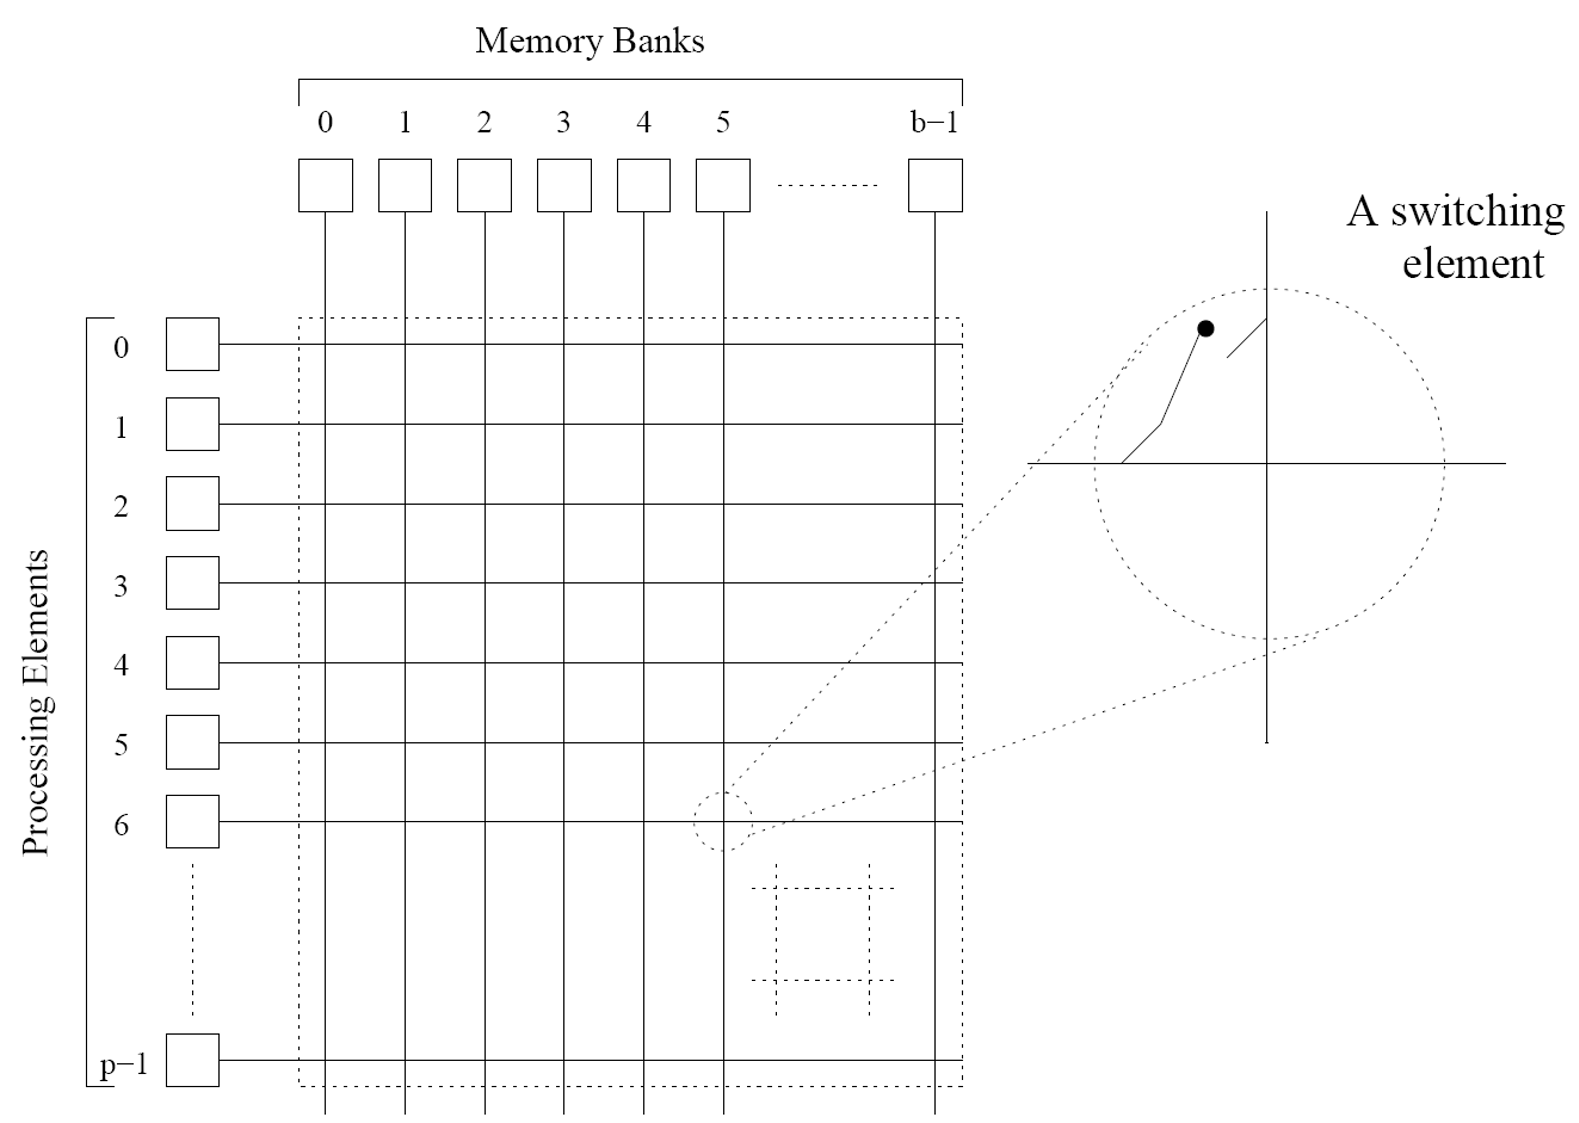 Memory Banks
0 1 2 3 4 5 b−1
A switching
element
Processing Elements
0
1
2
3
4
5
6
p−1